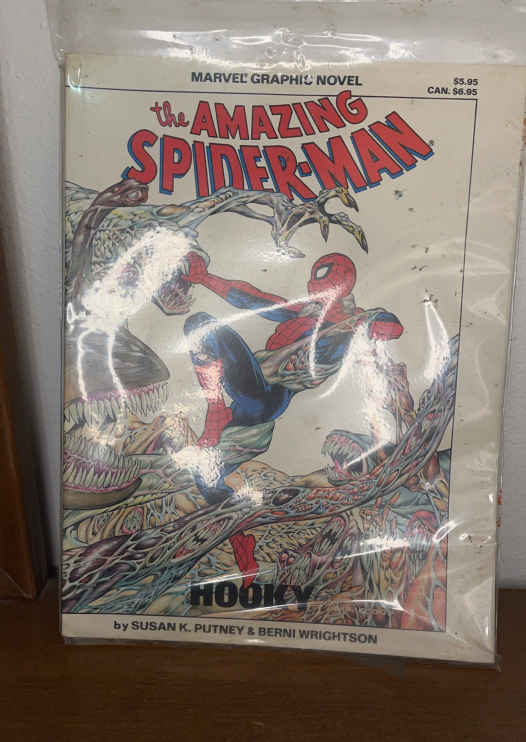 MARVEL GRAPHIC NOVEL
$5.95
CAN. $6.95
the AMAZING
SPIDER-MAN®
HOOKY
by SUSAN K. PUTNEY & BERNI WRIGHTSON